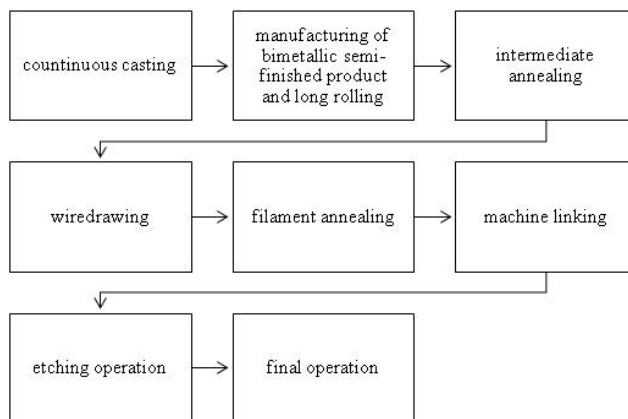 countinuous casting
manufacturing of
bimetallic semi-
finished product
and long rolling
intermediate
annealing
wiredrawing
filament annealing
machine linking
etching operation
final operation